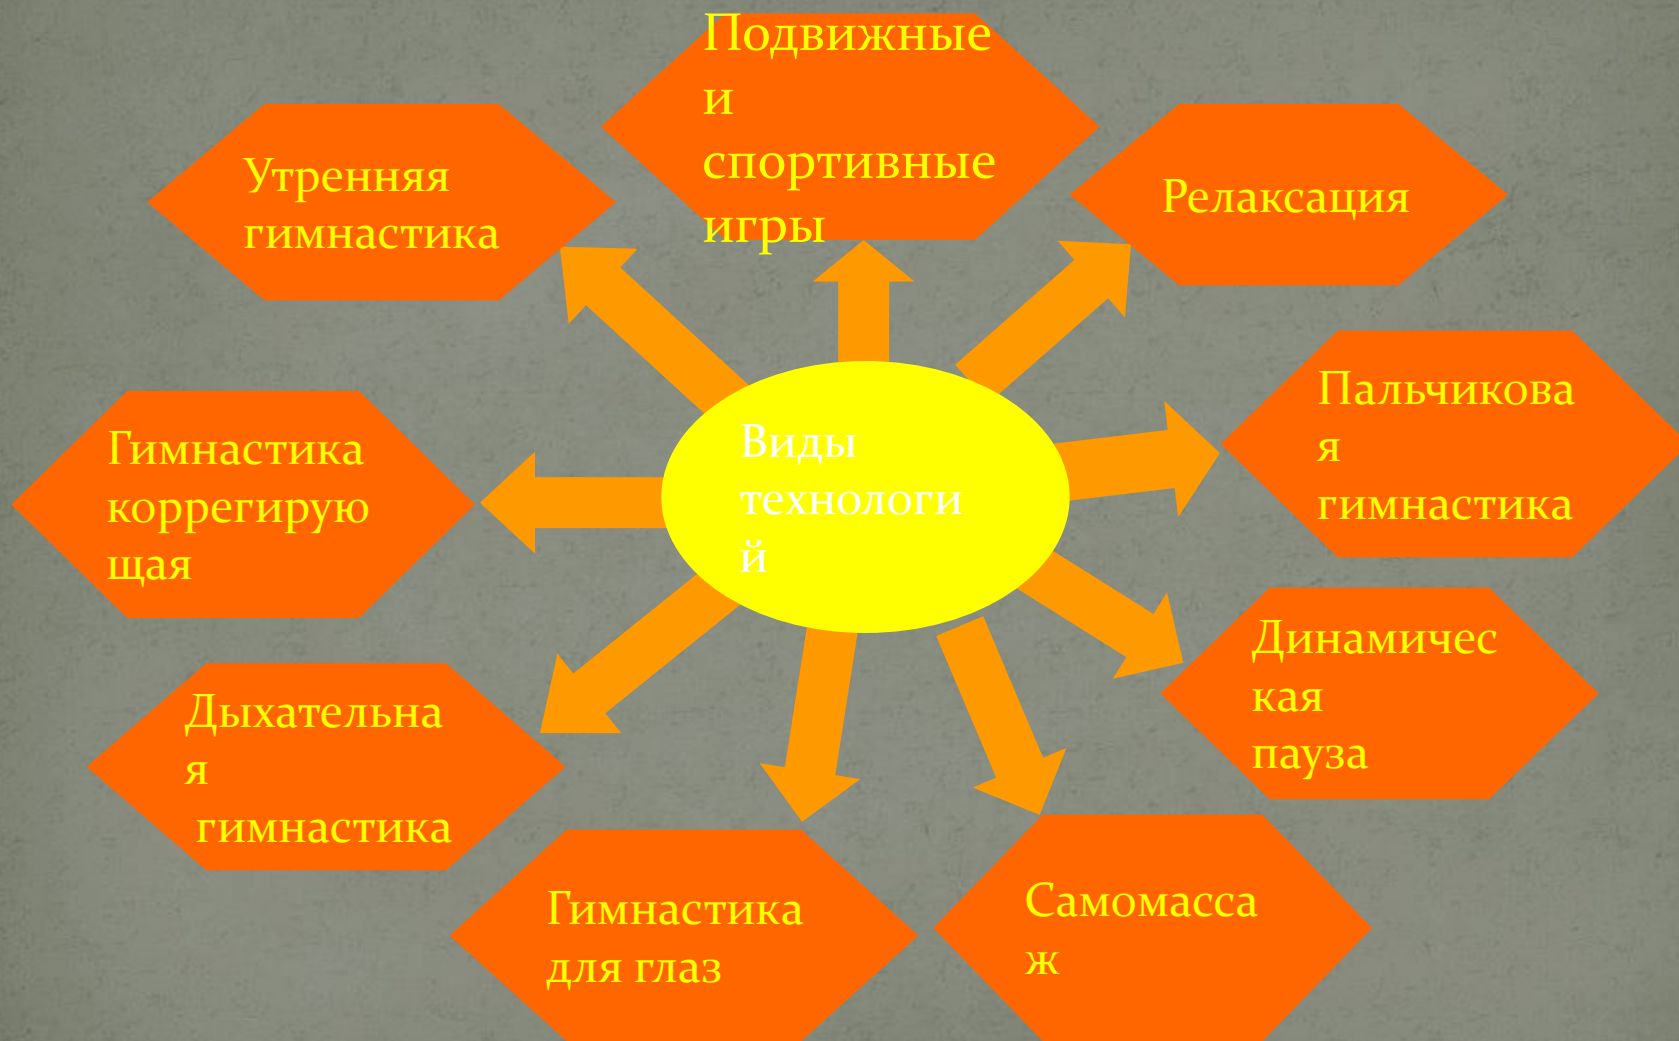 Подвижные
и
спортивные
игры
Утренняя
гимнастика
Релаксация
Пальчикова
я
гимнастика
Гимнастика
коррегирую
щая
Виды
технологи
й
Динамичес
кая
пауза
Дыхательна
я
гимнастика
Гимнастика
для глаз
Самомасса
ж